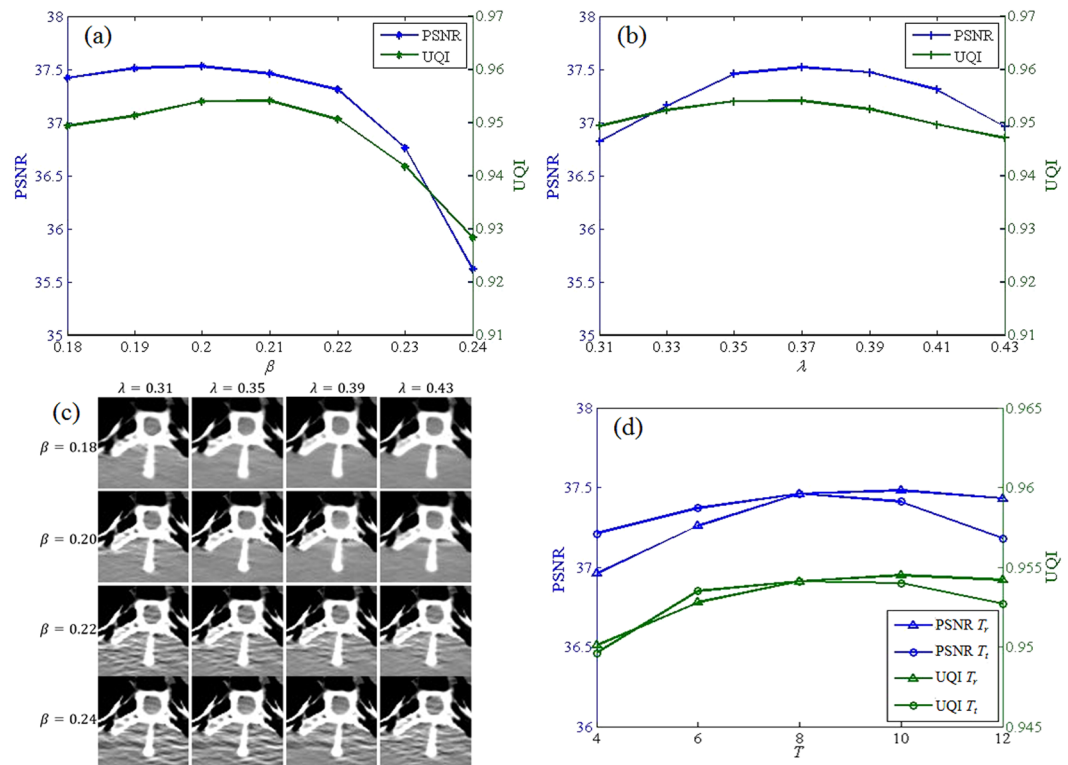 (a)
PSNR
UQI
38
37.5
37
36.5
36
35.5
35
PSNR
0.97
0.96
0.95
0.94
0.93
0.92
0.91
UQI
0.18 0.19 0.2 0.21 0.22 0.23 0.24
β
(b)
PSNR
UQI
38
37.5
37
36.5
36
35.5
35
PSNR
0.97
0.96
0.95
0.94
0.93
0.92
0.91
UQI
0.31 0.33 0.35 0.37 0.39 0.41 0.43
λ
(c)
λ = 0.31 λ = 0.35 λ = 0.39 λ = 0.43
β = 0.18
β = 0.20
β = 0.22
β = 0.24
(d)
38
37.5
37
36.5
36
PSNR
0.965
0.96
0.955
0.95
0.945
UQI
PSNR Tr
PSNR Tt
UQI Tr
UQI Tt
4 6 8 10 12
T